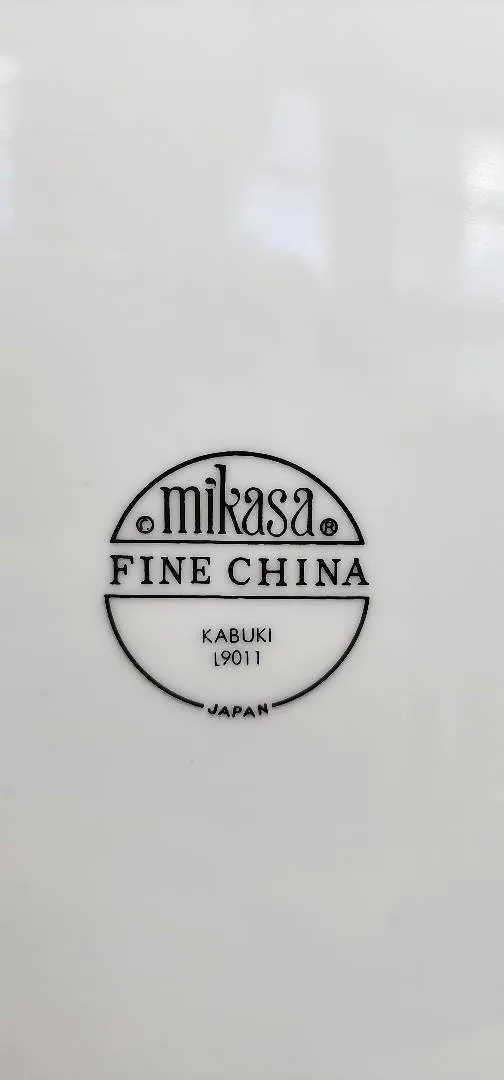 © mikasa ®
FINE CHINA
KABUKI
L9011
JAPAN